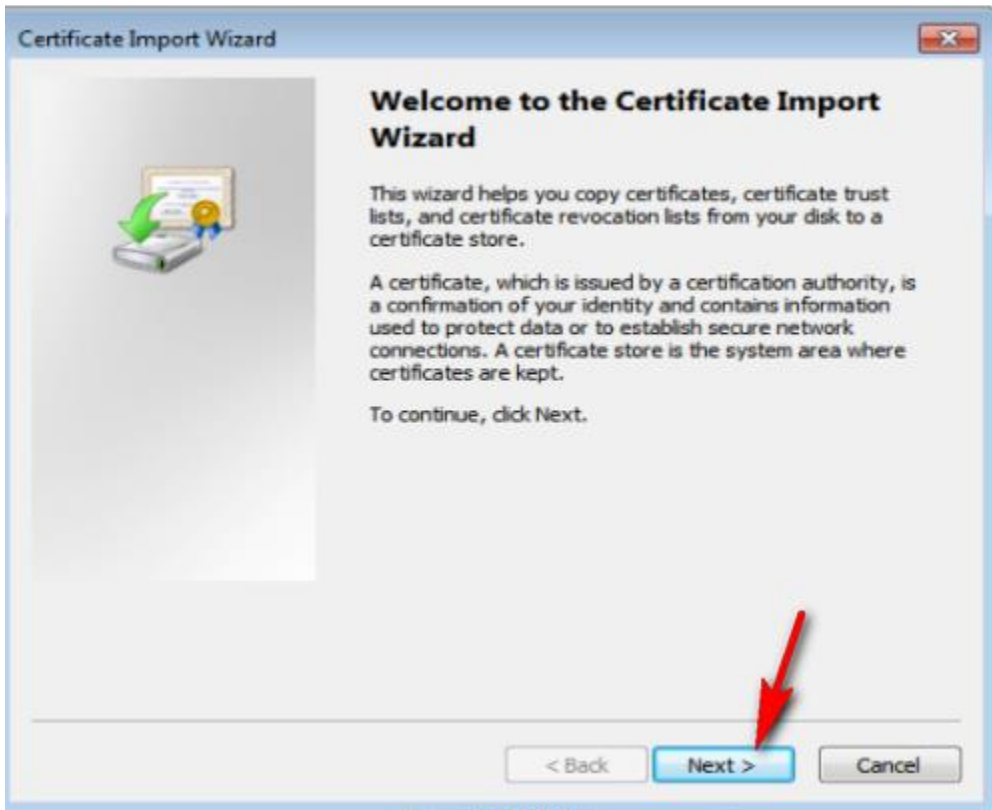 Certificate Import Wizard
Welcome to the Certificate Import
Wizard
This wizard helps you copy certificates, certificate trust
lists, and certificate revocation lists from your disk to a
certificate store.
A certificate, which is issued by a certification authority, is
a confirmation of your identity and contains information
used to protect data or to establish secure network
connections. A certificate store is the system area where
certificates are kept.
To continue, click Next.
< Back Next > Cancel